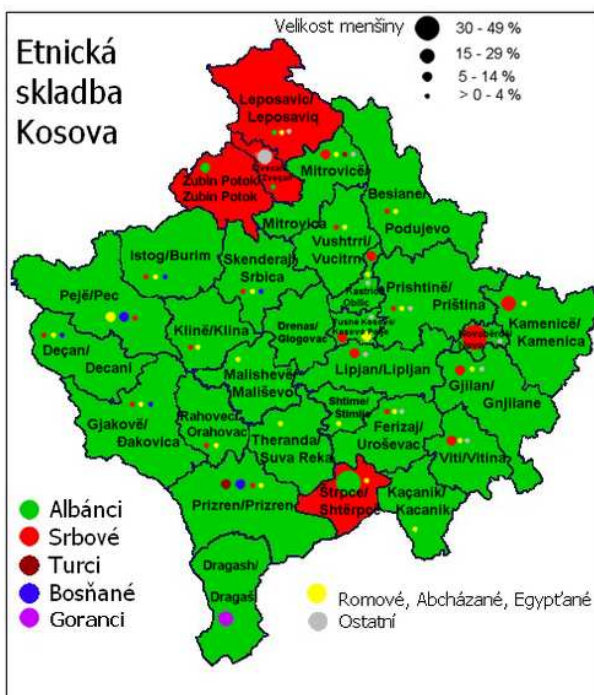 Etnická
skladba
Kosova
Velikost menšiny
30 - 49 %
15 - 29 %
5 - 14 %
> 0 - 4 %
Leposavic/
Leposaviq
Zubin Potok/
Zubin Potok
Mitrovicë/
Mitrovica
Besianë/
Podujevo
Vushtrri/
Vucitrn
Istog/Burim
Skenderaj/
Srbica
Pejë/Pec
Obilic
Prishtinë/
Priština
Kamenicë/
Kamenica
Klinë/Klina
Drenas/
Glogovac
Deçan/
Decani
Malishevë/
Mališevo
Lipjan/Lipljan
Gjilan/
Gnjilane
Gjakovë/
Đakovica
Rahovec/
Orahovac
Theranda/
Suva Reka
Shtime/
Stimlje
Ferizaj/
Uroševac
Viti/Vitina
Prizren/Prizren
Štrpce/
Shtërpcë
Kaçanik/
Kacanik
Dragash/
Dragaš
Albánci
Srbové
Turci
Bosňané
Goranci
Romové, Abcházané, Egypťané
Ostatní